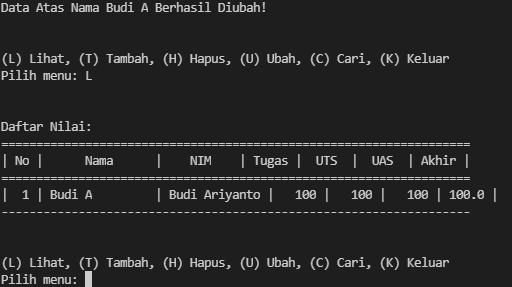 Data Atas Nama Budi A Berhasil Diubah!
(L) Lihat, (T) Tambah, (H) Hapus, (U) Ubah, (C) Cari, (K) Keluar
Pilih menu: L
Daftar Nilai:
===================================================================
| No |      Nama      |    NIM    | Tugas |  UTS  |  UAS  | Akhir |
===================================================================
|  1 | Budi A         | Budi Ariyanto |   100 |   100 |   100 | 100.0 |
-------------------------------------------------------------------
(L) Lihat, (T) Tambah, (H) Hapus, (U) Ubah, (C) Cari, (K) Keluar
Pilih menu: